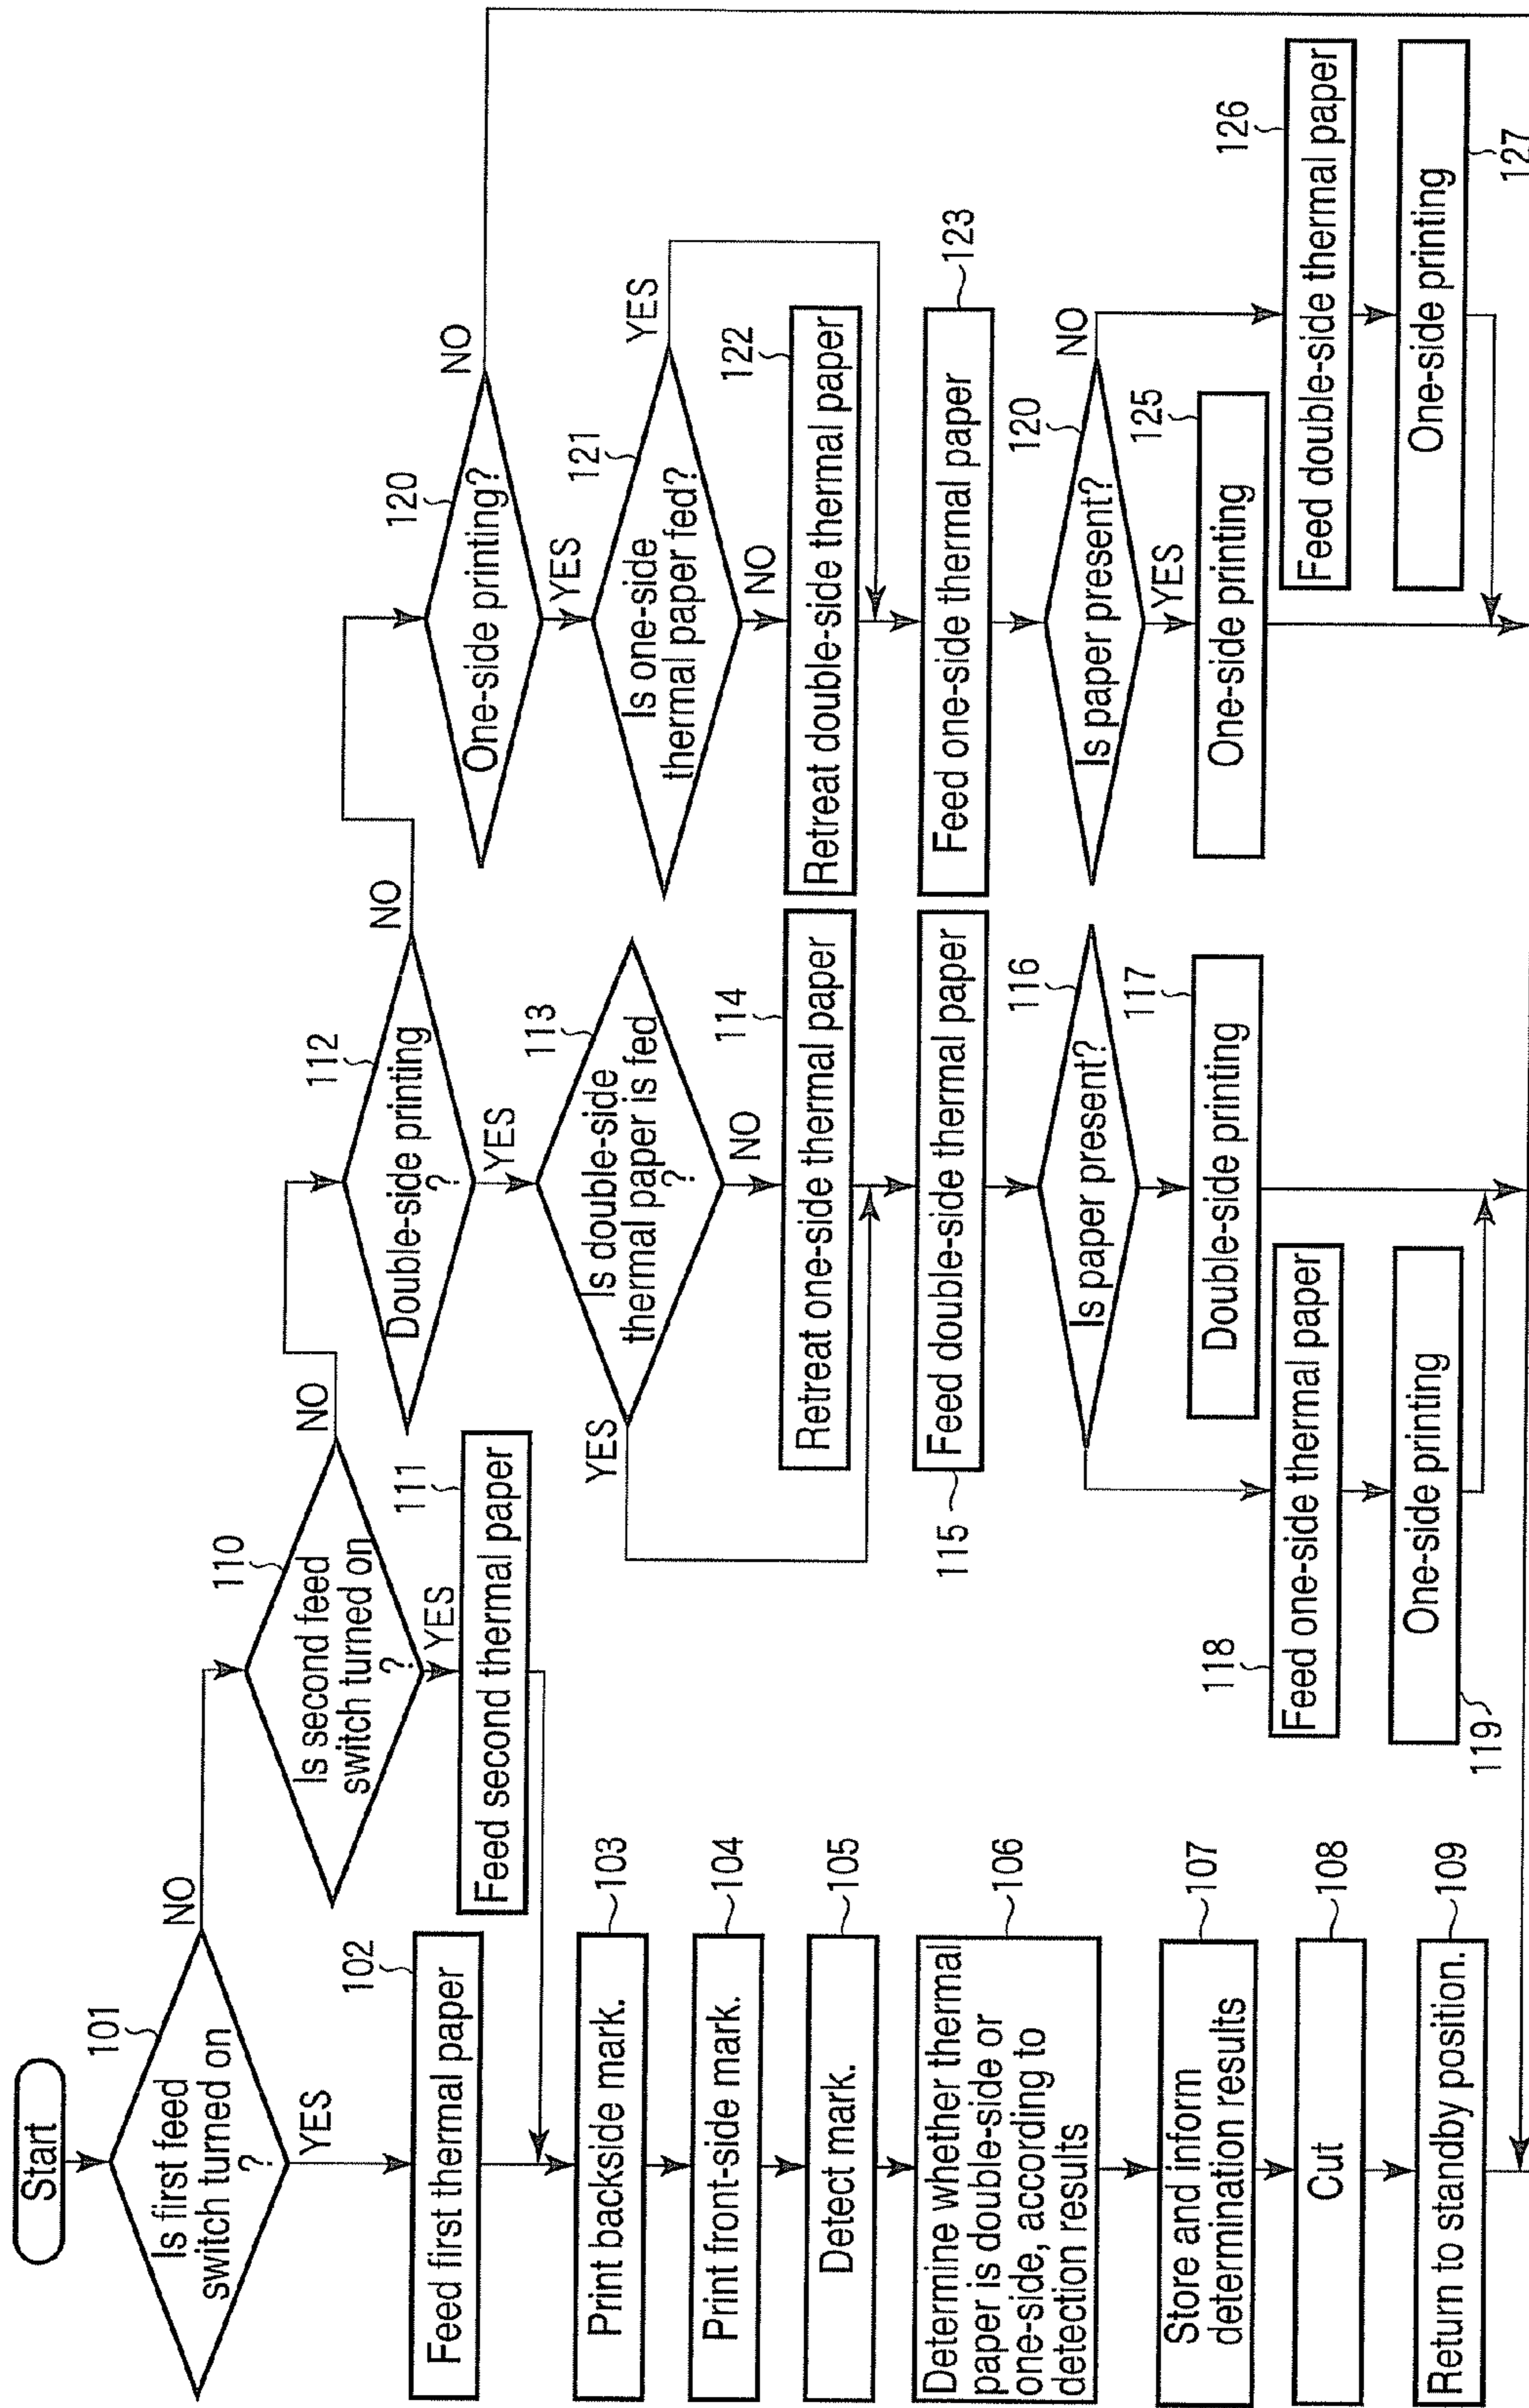 Start
101
Is first feed
switch turned on
?
NO
YES
102
Feed first thermal paper
Print backside mark.
103
Print front-side mark.
104
Detect mark.
105
Determine whether thermal
paper is double-side or
one-side, according to
detection results
106
Store and inform
determination results
107
Cut
108
Return to standby position.
109
110
Is second feed
switch turned on
?
NO
YES
111
Feed second thermal paper
112
Double-side printing
?
NO
YES
113
Is double-side
thermal paper is fed
?
YES
NO
114
Retreat one-side thermal paper
115
Feed double-side thermal paper
116
Is paper present?
117
Double-side printing
118
Feed one-side thermal paper
One-side printing
119
120
One-side printing?
NO
YES
121
Is one-side
thermal paper fed?
YES
NO
122
Retreat double-side thermal paper
Feed one-side thermal paper
123
120
Is paper present?
NO
YES
125
One-side printing
126
Feed double-side thermal paper
One-side printing
127